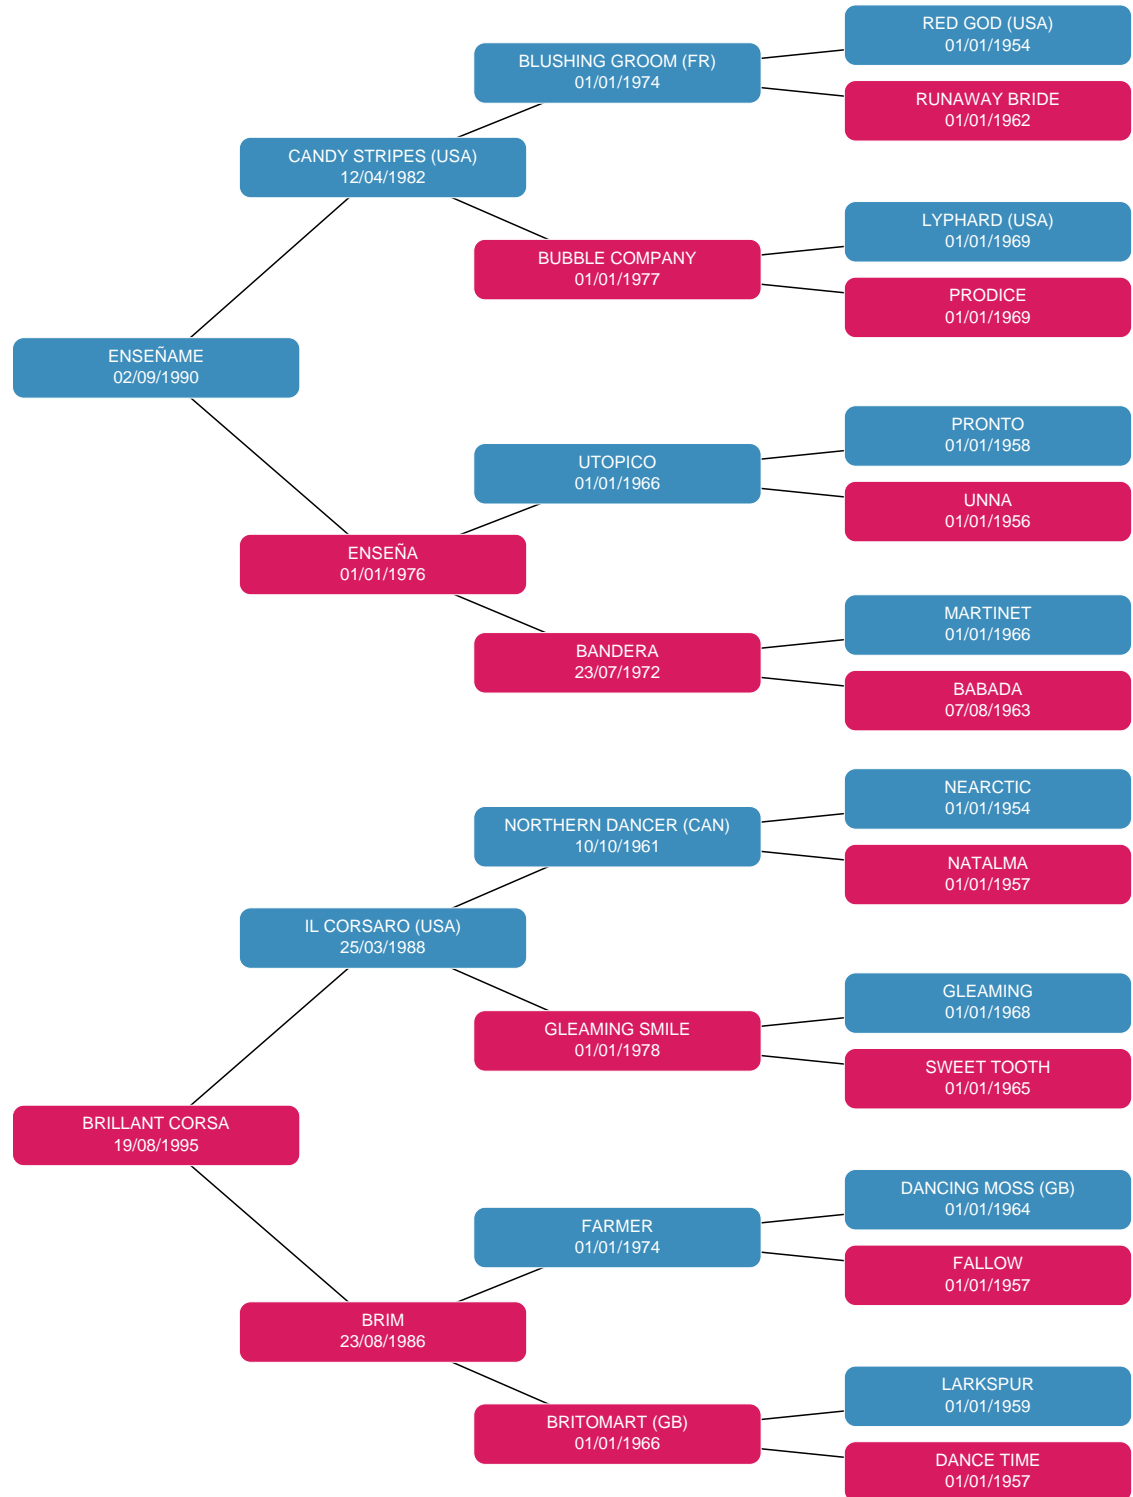 RED GOD (USA)
01/01/1954
BLUSHING GROOM (FR)
01/01/1974
RUNAWAY BRIDE
01/01/1962
CANDY STRIPES (USA)
12/04/1982
LYPHARD (USA)
01/01/1969
BUBBLE COMPANY
01/01/1977
PRODICE
01/01/1969
ENSEÑAME
02/09/1990
PRONTO
01/01/1958
UTOPICO
01/01/1966
UNNA
01/01/1956
ENSEÑA
01/01/1976
MARTINET
01/01/1966
BANDERA
23/07/1972
BABADA
07/08/1963
NEARCTIC
01/01/1954
NORTHERN DANCER (CAN)
10/10/1961
NATALMA
01/01/1957
IL CORSARO (USA)
25/03/1988
GLEAMING
01/01/1968
GLEAMING SMILE
01/01/1978
SWEET TOOTH
01/01/1965
BRILLANT CORSA
19/08/1995
DANCING MOSS (GB)
01/01/1964
FARMER
01/01/1974
FALLOW
01/01/1957
BRIM
23/08/1986
LARKSPUR
01/01/1959
BRITOMART (GB)
01/01/1966
DANCE TIME
01/01/1957